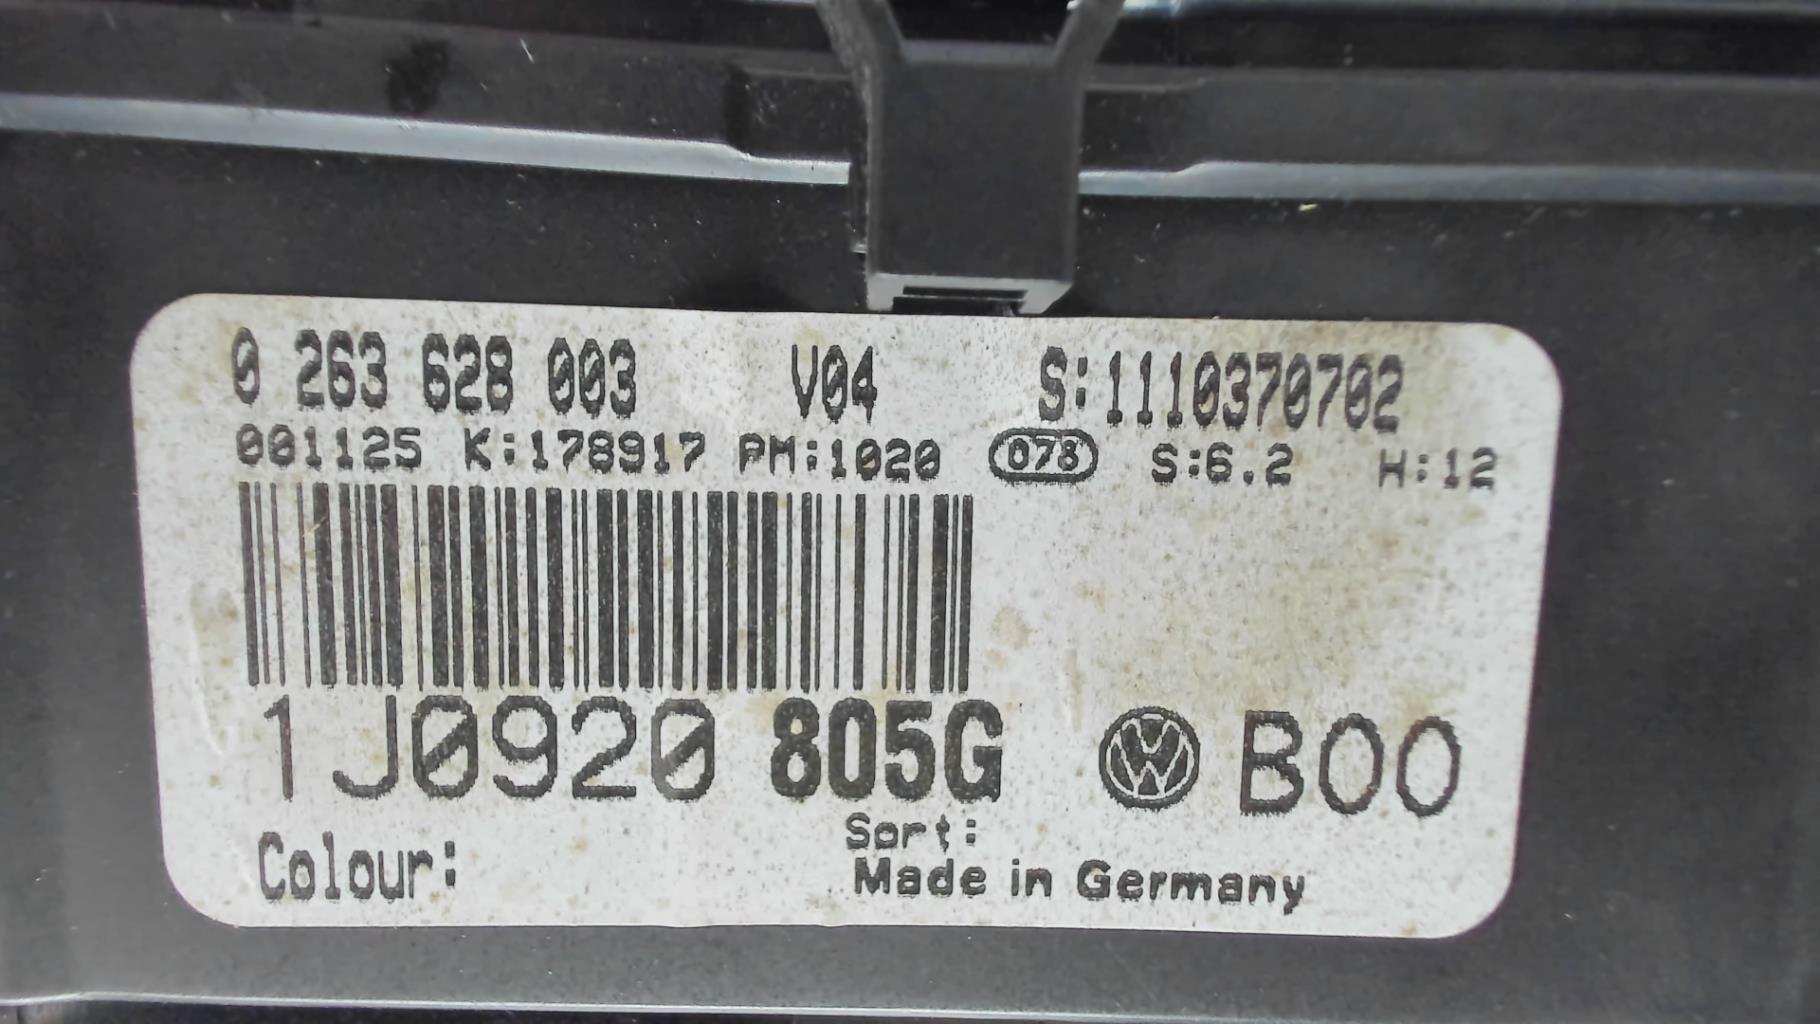 0 263 628 003 V04 S:1110370702
001125 K:178917 PM:1020 078 S:6.2 H:12
1J0920 805G VW B00
Sort:
Colour: Made in Germany